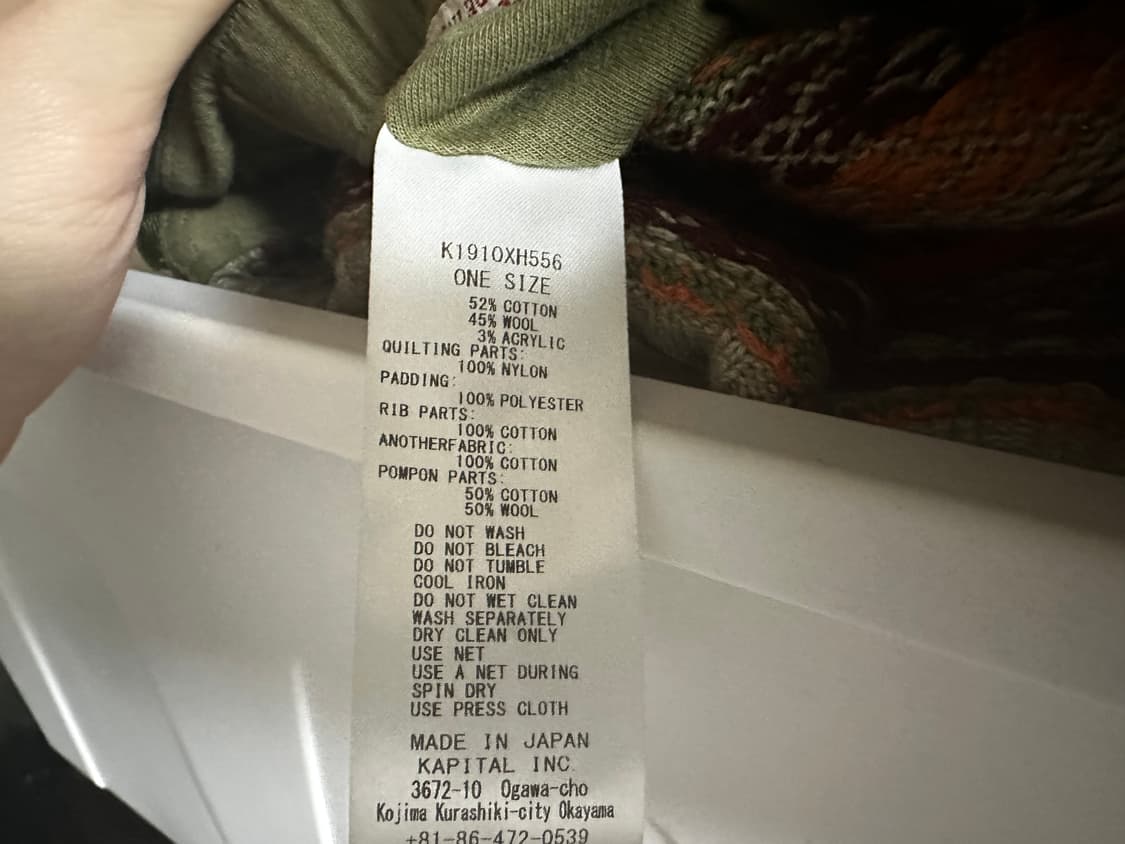 K1910XH556
ONE SIZE
52% COTTON
45% WOOL
3% ACRYLIC
QUILTING PARTS:
100% NYLON
PADDING:
100% POLYESTER
RIB PARTS:
100% COTTON
ANOTHERFABRIC:
100% COTTON
POMPON PARTS:
50% COTTON
50% WOOL
DO NOT WASH
DO NOT BLEACH
DO NOT TUMBLE
COOL IRON
DO NOT WET CLEAN
WASH SEPARATELY
DRY CLEAN ONLY
USE NET
USE A NET DURING
SPIN DRY
USE PRESS CLOTH
MADE IN JAPAN
KAPITAL INC.
3672-10 Ogawa-cho
Kojima Kurashiki-city Okayama
+81-86-472-0539